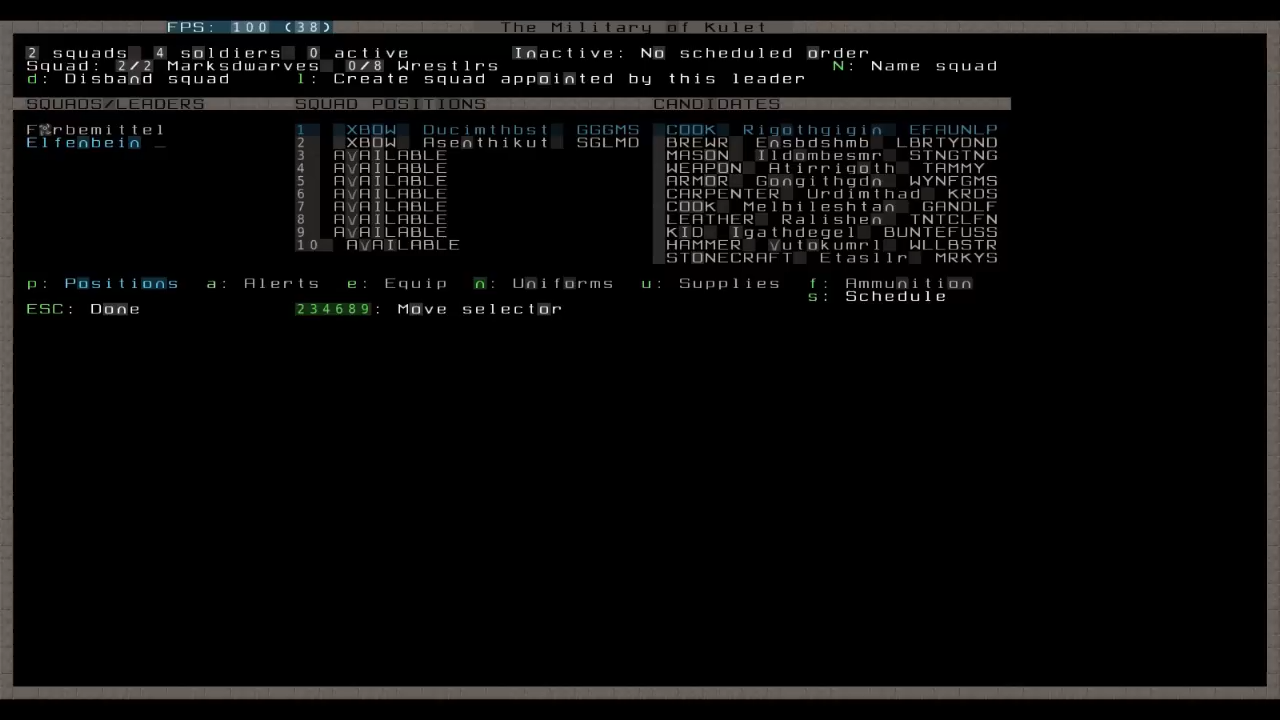 FPS: 100 (38) The Military of Kulet
2 squads 4 soldiers 0 active Inactive: No scheduled order
Squad: 2/2 Marksdwarves 0/8 Wrestlrs N: Name squad
d: Disband squad l: Create squad appointed by this leader
SQUADS/LEADERS SQUAD POSITIONS CANDIDATES
1 XBOW Ducimthbst GGGMS COOK Rigothgigin EFAUNLP
Elfenbein _ 2 XBOW Asenthikut SGLMD BREWR Ensbdshmb LBRTYDND
3 AVAILABLE MASON Ildombesmr STNGTNG
4 AVAILABLE WEAPON Atirrigoth TAMMY
5 AVAILABLE ARMOR Gongithgdn WYNFGMS
6 AVAILABLE CARPENTER Urdimthad KRDS
7 AVAILABLE COOK Melbileshtan GANDLF
8 AVAILABLE LEATHER Ralishen TNTCLFN
9 AVAILABLE KID Igathdegel BUNTEFUSS
10 AVAILABLE HAMMER Vutokumrl WLLBSTR
STONECRAFT Etasllr MRKYS
p: Positions a: Alerts e: Equip n: Uniforms u: Supplies f: Ammunition
s: Schedule
ESC: Done 234689: Move selector